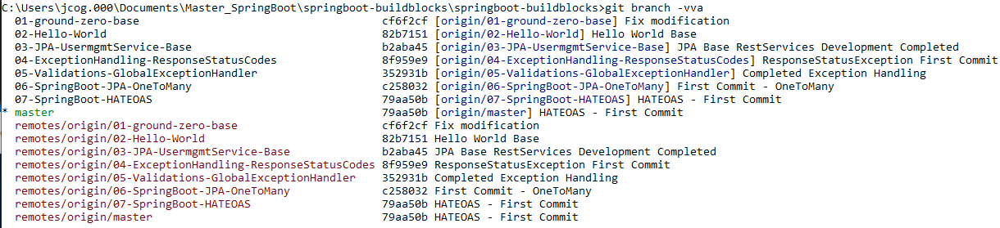 C:\Users\jcog.000\Documents\Master_SpringBoot\springboot-buildblocks\springboot-buildblocks>git branch -vva
01-ground-zero-base cf6f2cf [origin/01-ground-zero-base] Fix modification
02-Hello-World 82b7151 [origin/02-Hello-World] Hello World Base
03-JPA-UsermgmtService-Base b2aba45 [origin/03-JPA-UsermgmtService-Base] JPA Base RestServices Development Completed
04-ExceptionHandling-ResponseStatusCodes 8f959e9 [origin/04-ExceptionHandling-ResponseStatusCodes] ResponseStatusException First Commit
05-Validations-GlobalExceptionHandler 352931b [origin/05-Validations-GlobalExceptionHandler] Completed Exception Handling
06-SpringBoot-JPA-OneToMany c258032 [origin/06-SpringBoot-JPA-OneToMany] First Commit - OneToMany
07-SpringBoot-HATEOAS 79aa50b [origin/07-SpringBoot-HATEOAS] HATEOAS - First Commit
* master 79aa50b [origin/master] HATEOAS - First Commit
remotes/origin/01-ground-zero-base cf6f2cf Fix modification
remotes/origin/02-Hello-World 82b7151 Hello World Base
remotes/origin/03-JPA-UsermgmtService-Base b2aba45 JPA Base RestServices Development Completed
remotes/origin/04-ExceptionHandling-ResponseStatusCodes 8f959e9 ResponseStatusException First Commit
remotes/origin/05-Validations-GlobalExceptionHandler 352931b Completed Exception Handling
remotes/origin/06-SpringBoot-JPA-OneToMany c258032 First Commit - OneToMany
remotes/origin/07-SpringBoot-HATEOAS 79aa50b HATEOAS - First Commit
remotes/origin/master 79aa50b HATEOAS - First Commit